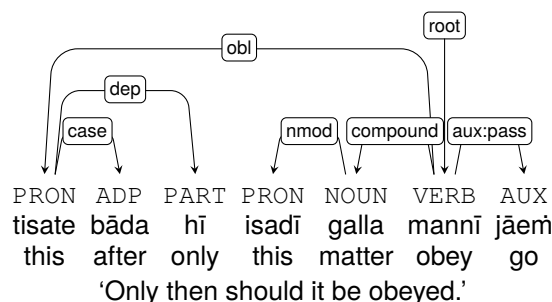 root
obl
dep
case nmod compound aux:pass
PRON ADP PART PRON NOUN VERB AUX
tisate bāda hī isadī galla mannī jāeṁ
this after only this matter obey go
‘Only then should it be obeyed.’